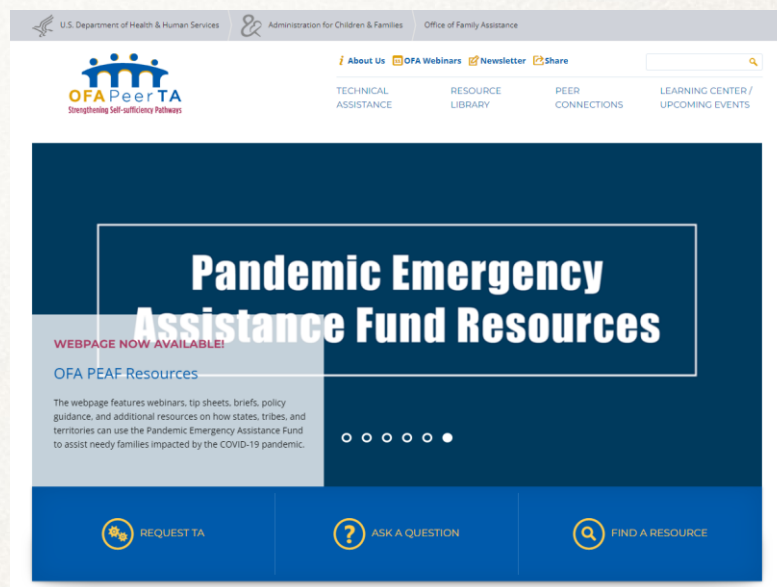 U.S. Department of Health & Human Services
Administration for Children & Families
Office of Family Assistance
OFA PeerTA
Strengthening Self-sufficiency Pathways
About Us OFA Webinars Newsletter Share
TECHNICAL ASSISTANCE
RESOURCE LIBRARY
PEER CONNECTIONS
LEARNING CENTER / UPCOMING EVENTS
Pandemic Emergency
Assistance Fund Resources
WEBPAGE NOW AVAILABLE!
OFA PEAF Resources
The webpage features webinars, tip sheets, briefs, policy
guidance, and additional resources on how states, tribes, and
territories can use the Pandemic Emergency Assistance Fund
to assist needy families impacted by the COVID-19 pandemic.
REQUEST TA
ASK A QUESTION
FIND A RESOURCE